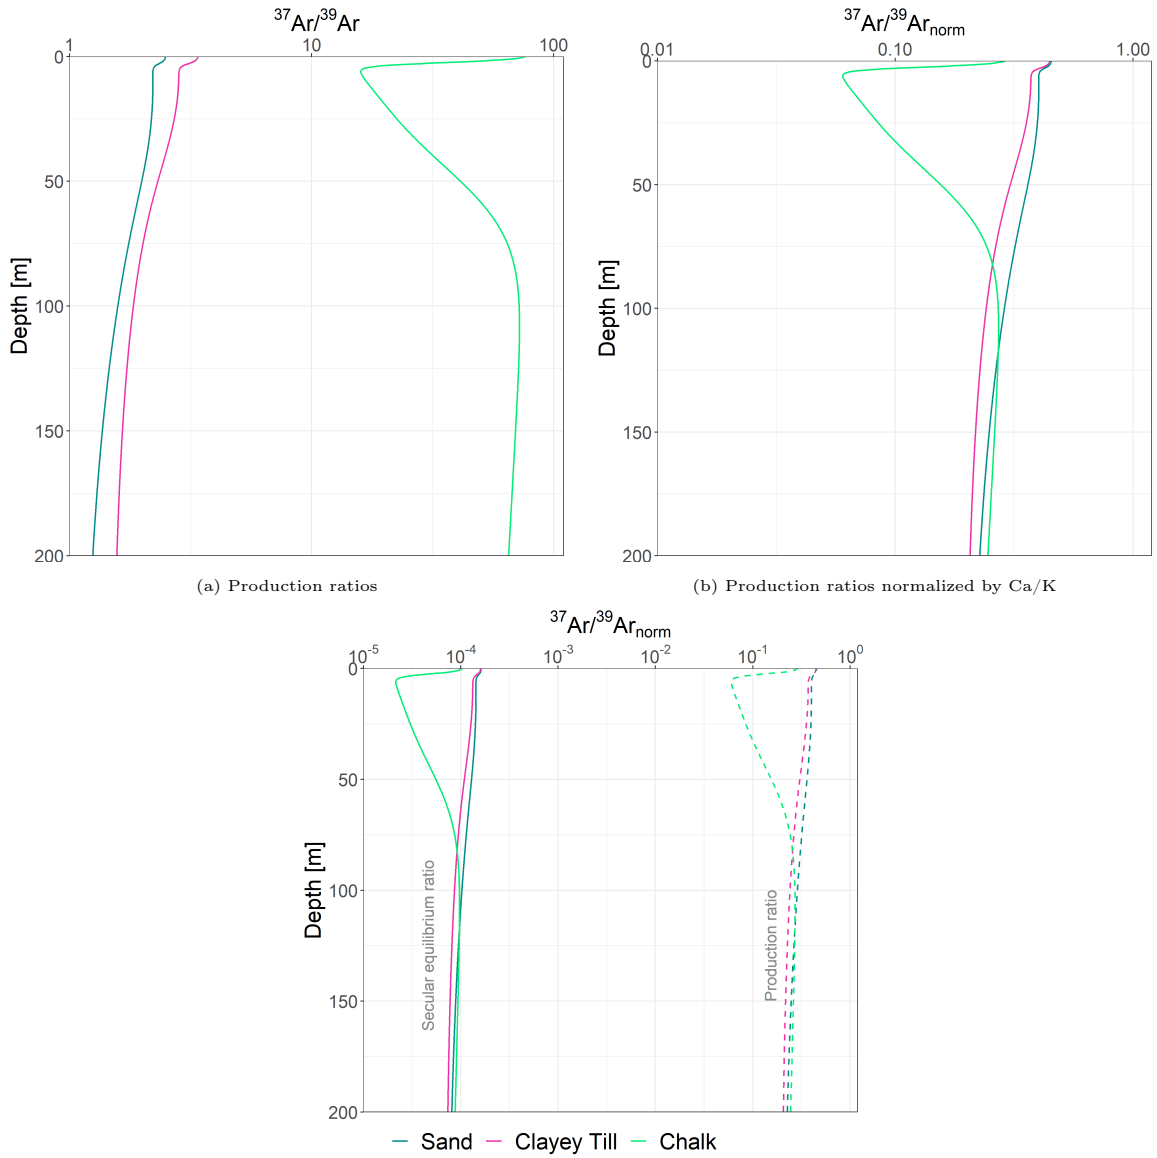 ³⁷Ar/³⁹Ar
1 10 100
0
50
100
150
200
Depth [m]
(a) Production ratios
³⁷Ar/³⁹Arₙₒᵣₘ
0.01 0.10 1.00
0
50
100
150
200
Depth [m]
(b) Production ratios normalized by Ca/K
³⁷Ar/³⁹Arₙₒᵣₘ
10⁻⁵ 10⁻⁴ 10⁻³ 10⁻² 10⁻¹ 10⁰
0
50
100
150
200
Depth [m]
Secular equilibrium ratio
Production ratio
Sand Clayey Till Chalk